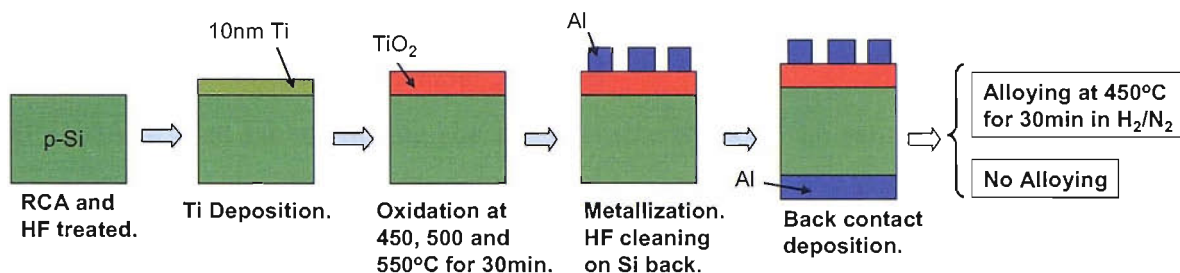 10nm Ti
TiO2
Al
p-Si
Al
RCA and
HF treated.
Ti Deposition.
Oxidation at
450, 500 and
550°C for 30min.
Metallization.
HF cleaning
on Si back.
Back contact
deposition.
Alloying at 450°C
for 30min in H2/N2
No Alloying